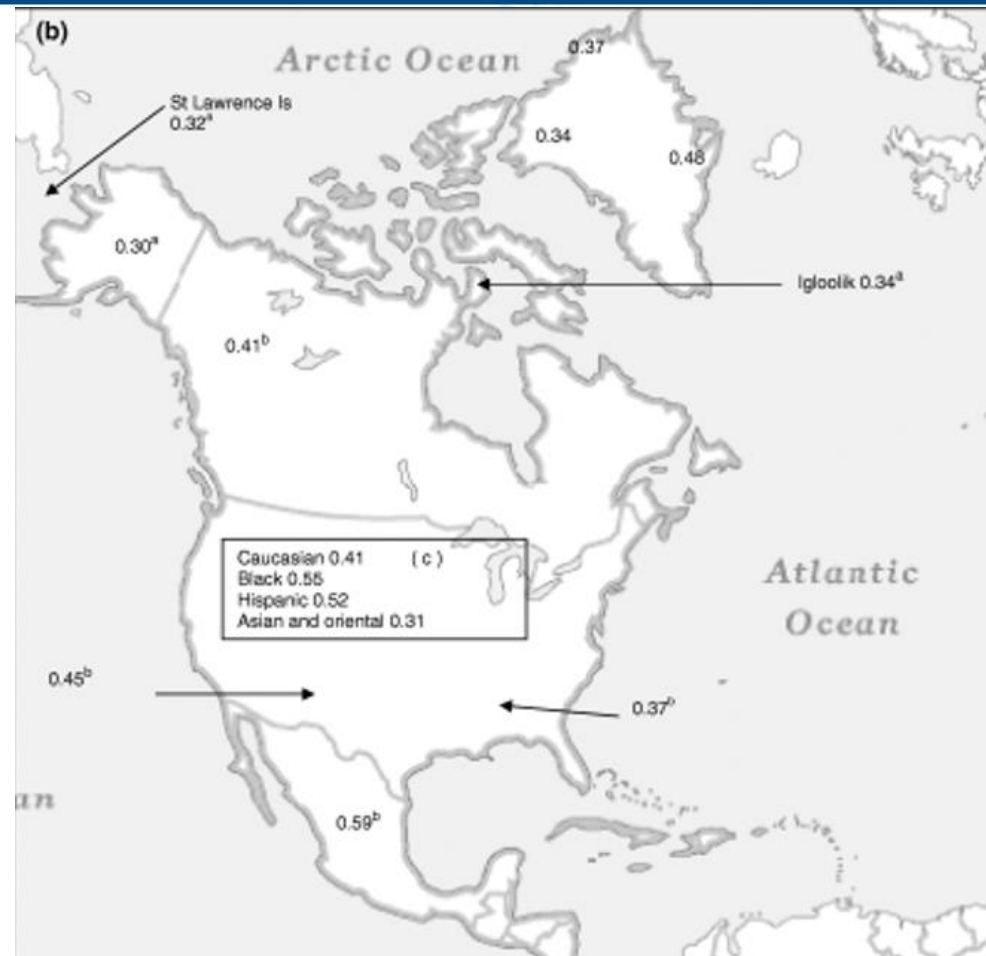 (b)
Arctic Ocean
0.37
St Lawrence Is
0.32ᵃ
0.34
0.48
0.30ᵃ
Igloolik 0.34ᵃ
0.41ᵇ
Caucasian 0.41 (c)
Black 0.55
Hispanic 0.52
Asian and oriental 0.31
Atlantic
Ocean
0.45ᵇ
0.37ᵇ
an
0.59ᵇ